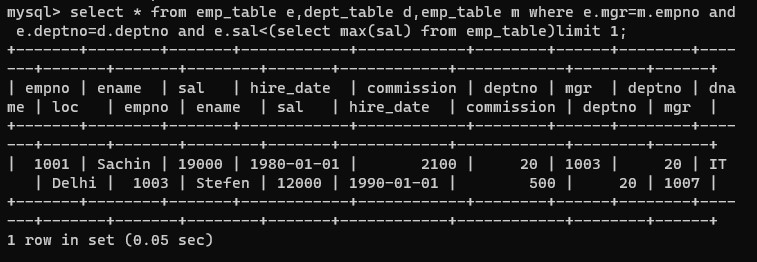 mysql> select * from emp_table e,dept_table d,emp_table m where e.mgr=m.empno and
 e.deptno=d.deptno and e.sal<(select max(sal) from emp_table)limit 1;
+-------+--------+-------+------------+------------+--------+------+--------+----
---+-------+-------+--------+-------+------------+------------+--------+------+
| empno | ename  | sal   | hire_date  | commission | deptno | mgr  | deptno | dna
me | loc   | empno | ename  | sal   | hire_date  | commission | deptno | mgr  |
+-------+--------+-------+------------+------------+--------+------+--------+----
---+-------+-------+--------+-------+------------+------------+--------+------+
|  1001 | Sachin | 19000 | 1980-01-01 |       2100 |     20 | 1003 |     20 | IT
   | Delhi |  1003 | Stefen | 12000 | 1990-01-01 |        500 |     20 | 1007 |
+-------+--------+-------+------------+------------+--------+------+--------+----
---+-------+-------+--------+-------+------------+------------+--------+------+
1 row in set (0.05 sec)